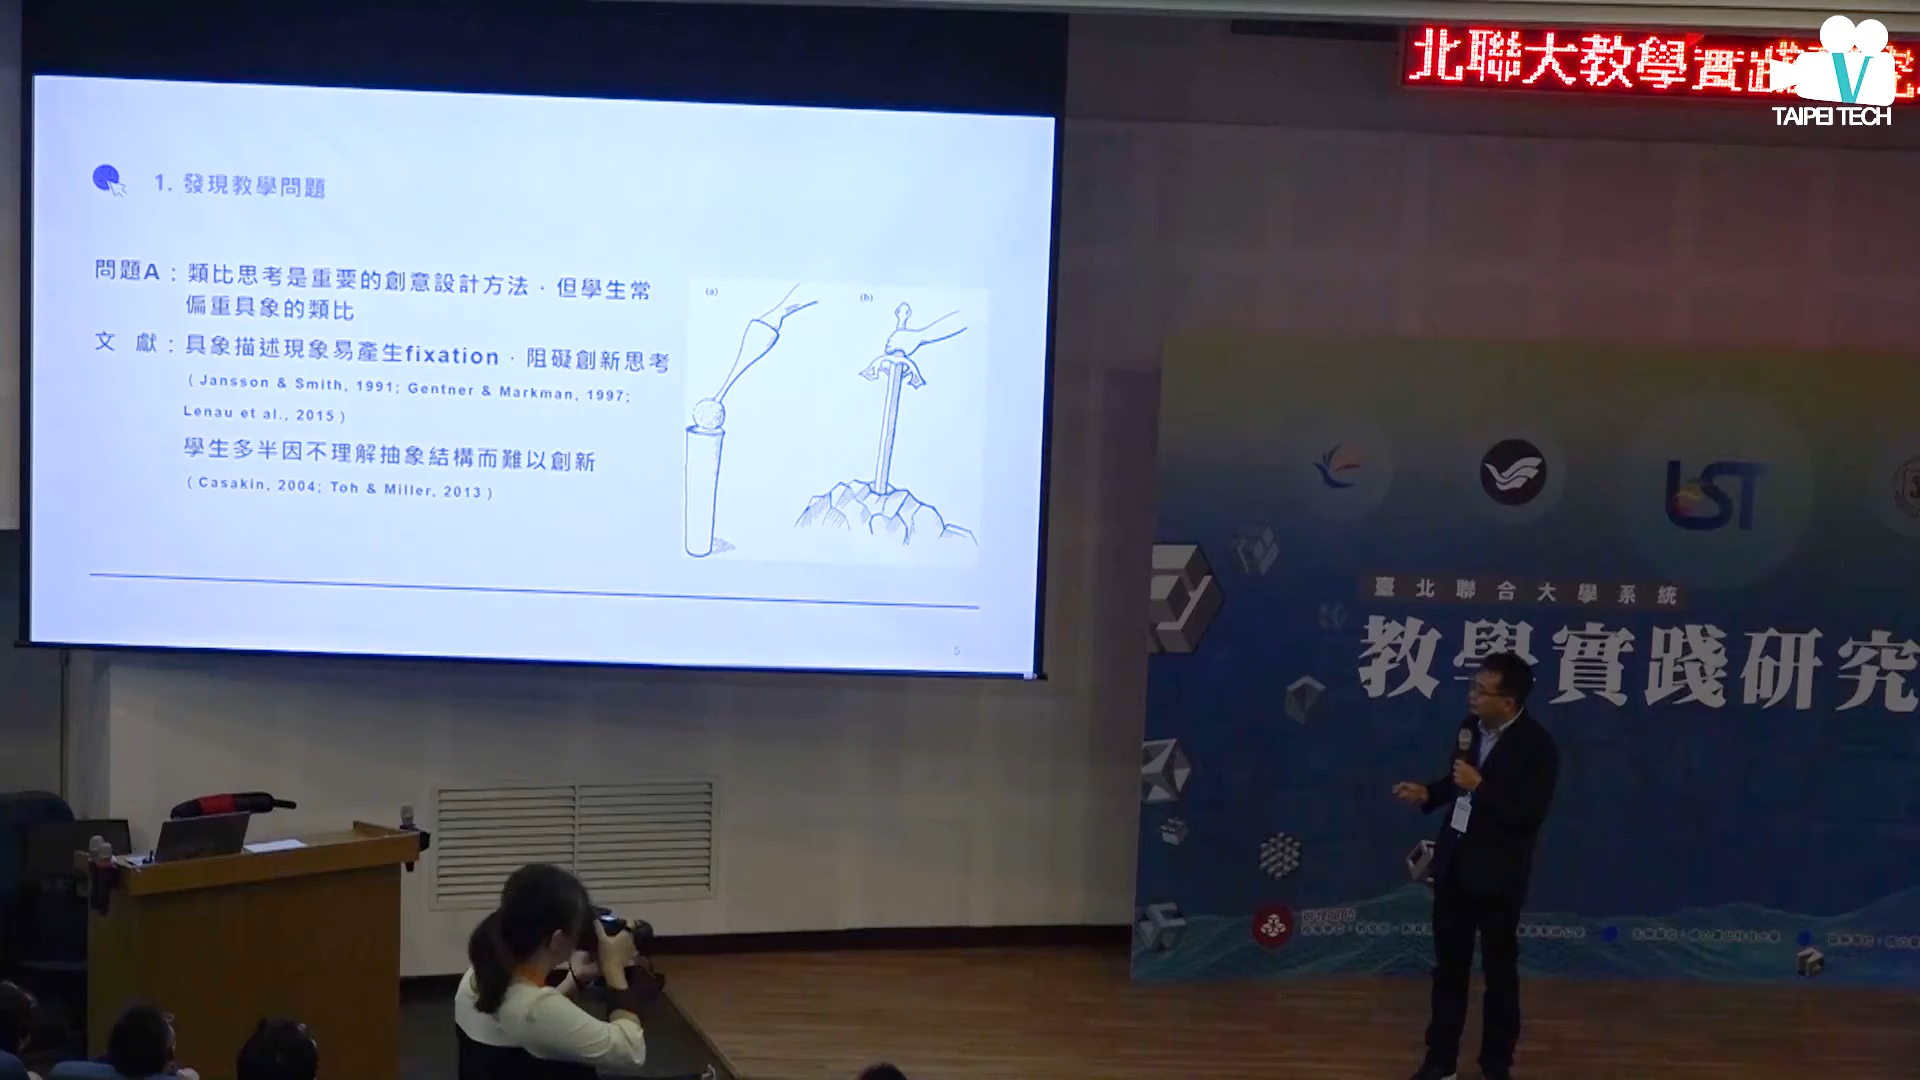 1. 發現教學問題
問題A：類比思考是重要的創意設計方法，但學生常
偏重具象的類比
文 獻：具象描述現象易產生fixation，阻礙創新思考
(Jansson & Smith, 1991; Gentner & Markman, 1997;
Lenau et al., 2015)
學生多半因不理解抽象結構而難以創新
(Casakin, 2004; Toh & Miller, 2013)
(a)
(b)
5
北聯大教學實踐
V
TAIPEI TECH
UST
臺北聯合大學系統
教學實踐研究